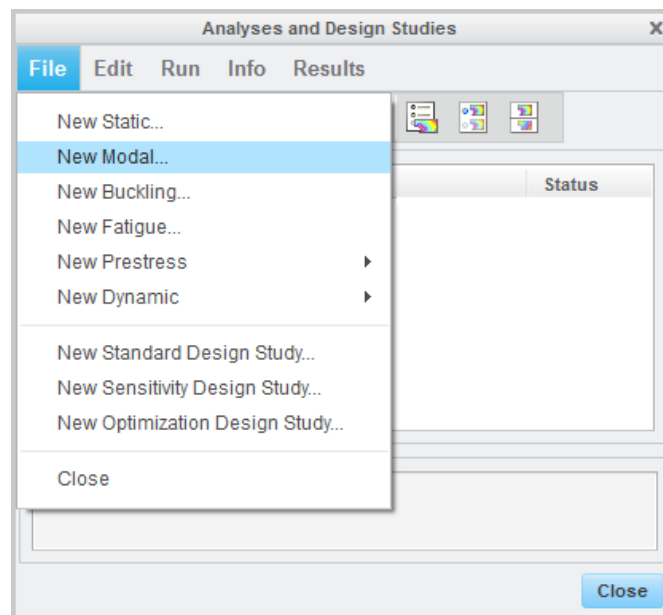 Analyses and Design Studies x
File Edit Run Info Results
New Static...
New Modal...
Status
New Buckling...
New Fatigue...
New Prestress
New Dynamic
New Standard Design Study...
New Sensitivity Design Study...
New Optimization Design Study...
Close
Close